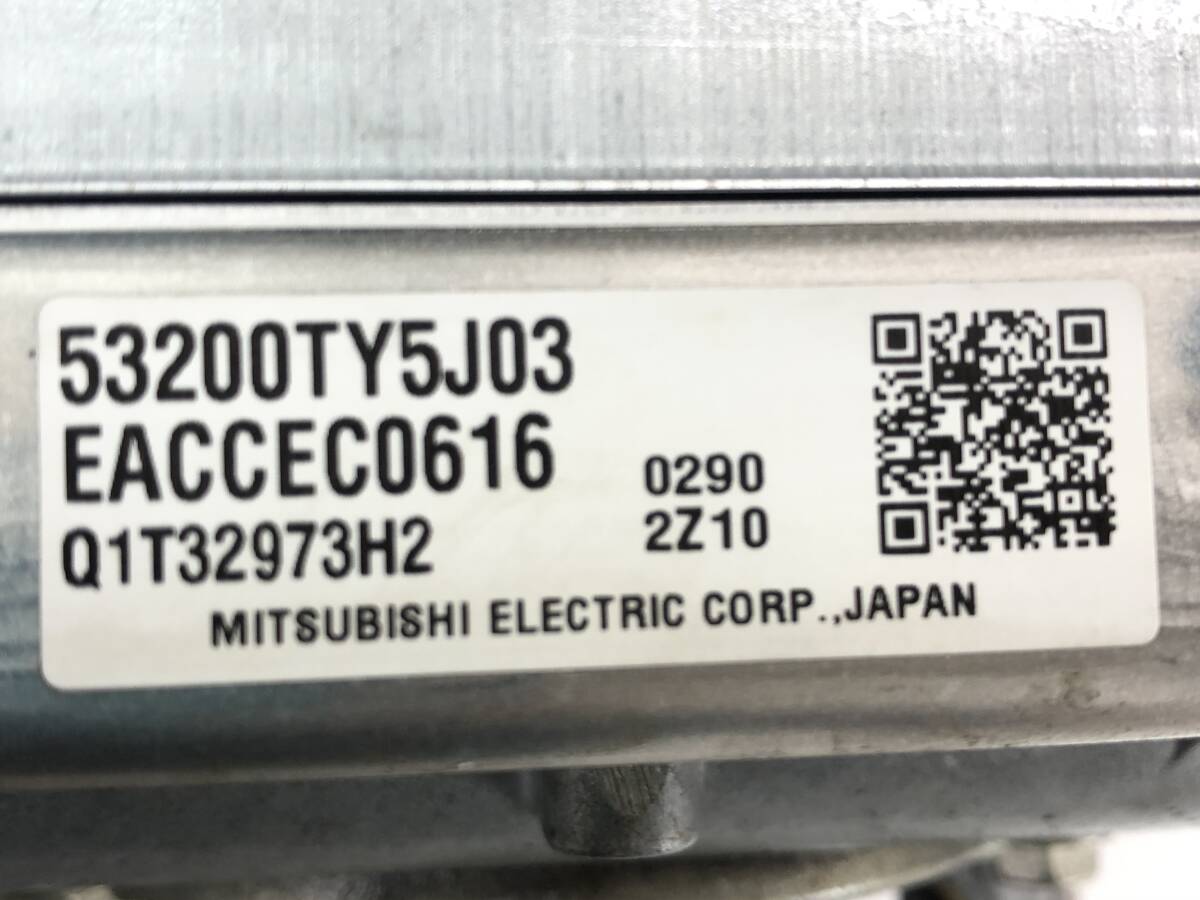 53200TY5J03
EACCEC0616
0290
Q1T32973H2
2Z10
MITSUBISHI ELECTRIC CORP.,JAPAN